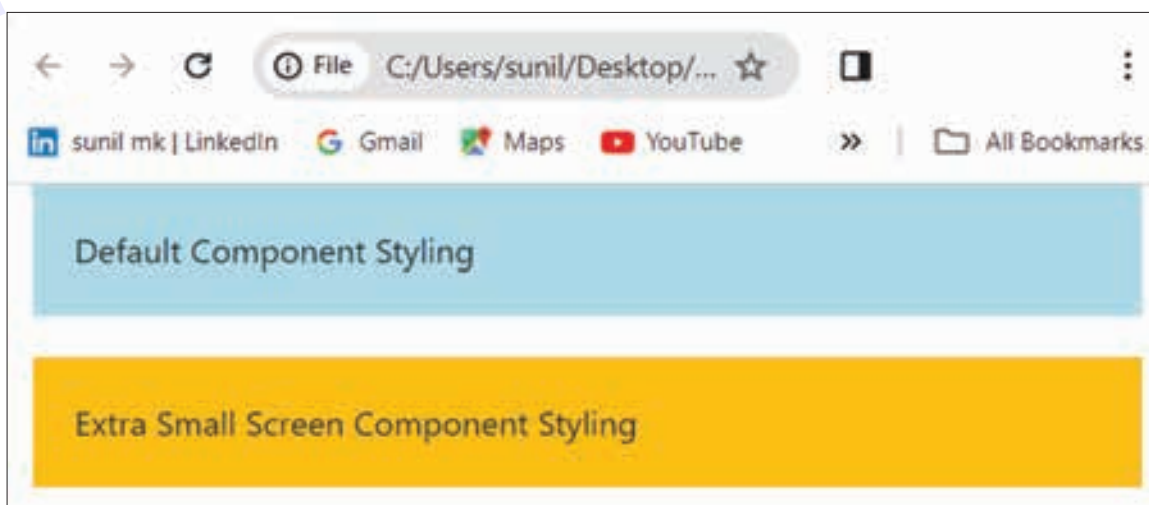 File C:/Users/sunil/Desktop/...
in sunil mk | LinkedIn G Gmail Maps YouTube » All Bookmarks
Default Component Styling
Extra Small Screen Component Styling